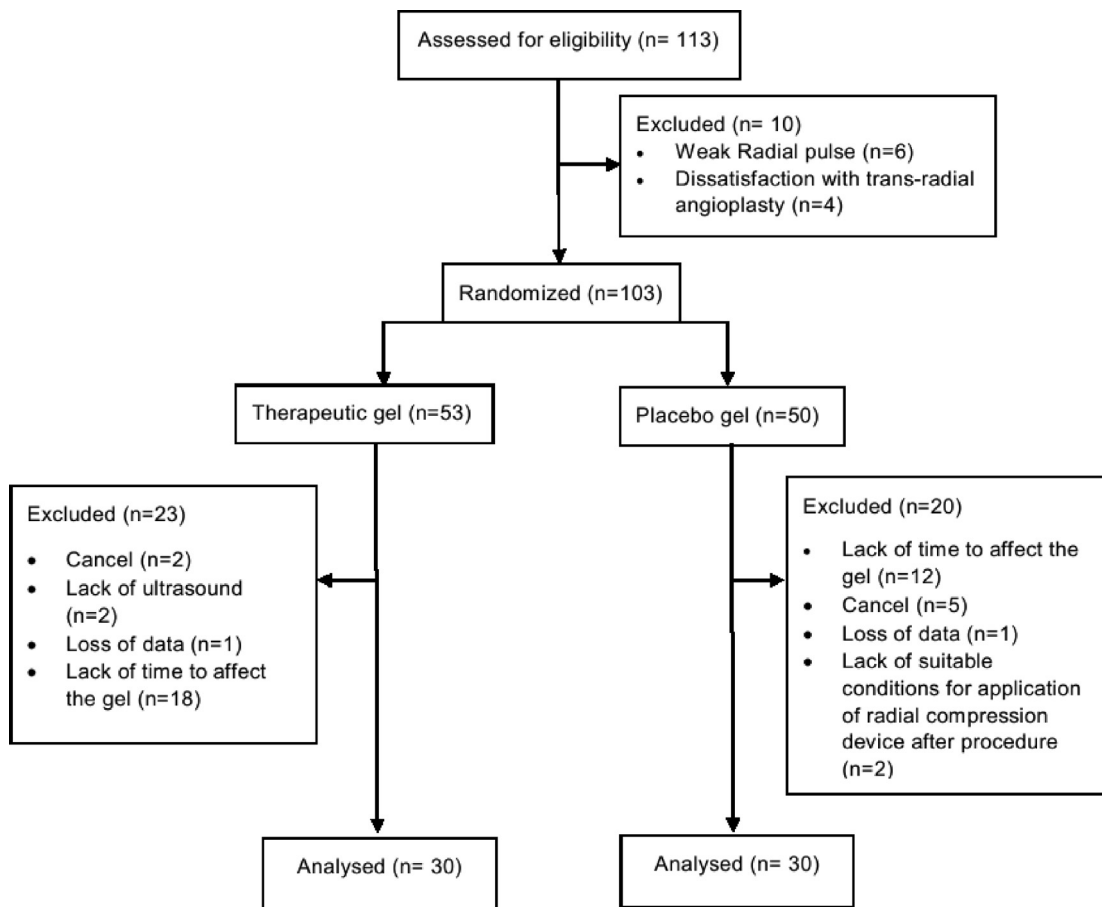 Assessed for eligibility (n= 113)
Excluded (n= 10)
• Weak Radial pulse (n=6)
• Dissatisfaction with trans-radial
angioplasty (n=4)
Randomized (n=103)
Therapeutic gel (n=53)
Placebo gel (n=50)
Excluded (n=23)
• Cancel (n=2)
• Lack of ultrasound
(n=2)
• Loss of data (n=1)
• Lack of time to affect
the gel (n=18)
Excluded (n=20)
• Lack of time to affect the
gel (n=12)
• Cancel (n=5)
• Loss of data (n=1)
• Lack of suitable
conditions for application
of radial compression
device after procedure
(n=2)
Analysed (n= 30)
Analysed (n= 30)